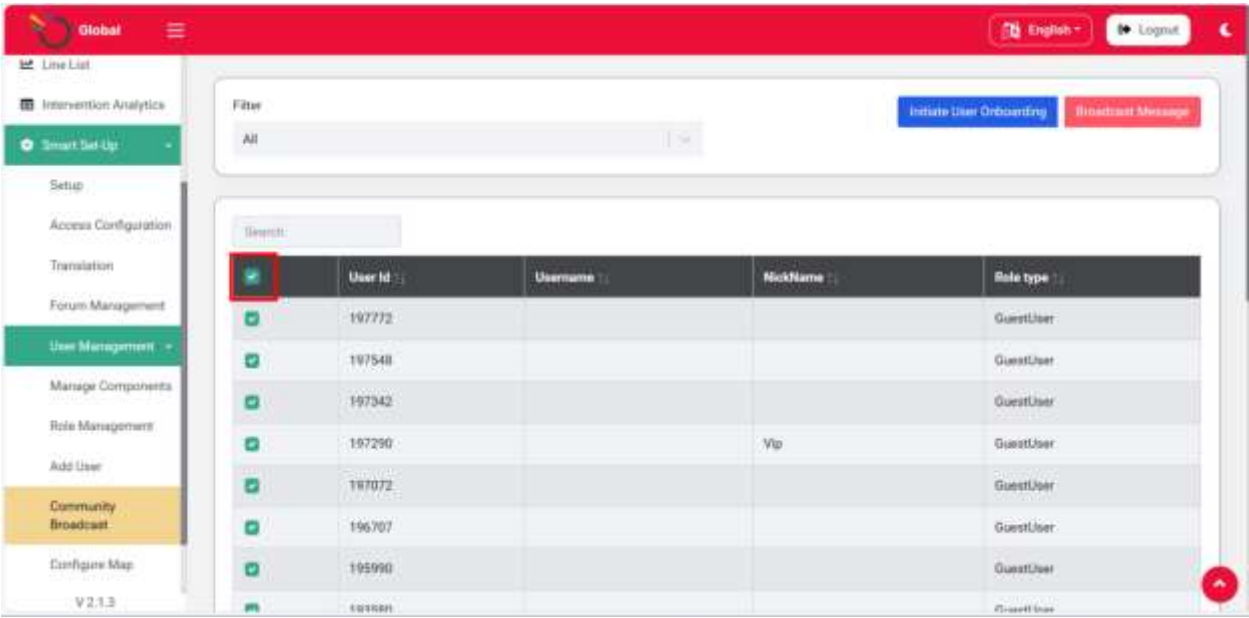 Global
English
Logout
Line List
Intervention Analytics
Smart Set-Up
Setup
Access Configuration
Translation
Forum Management
User Management
Manage Components
Role Management
Add User
Community
Broadcast
Configure Map
V 2.1.3
Filter
All
Initiate User Onboarding
Broadcast Message
Search
User Id Username NickName Role type
197772 GuestUser
197548 GuestUser
197342 GuestUser
197290 Vip GuestUser
197072 GuestUser
196707 GuestUser
195990 GuestUser
GuestUser